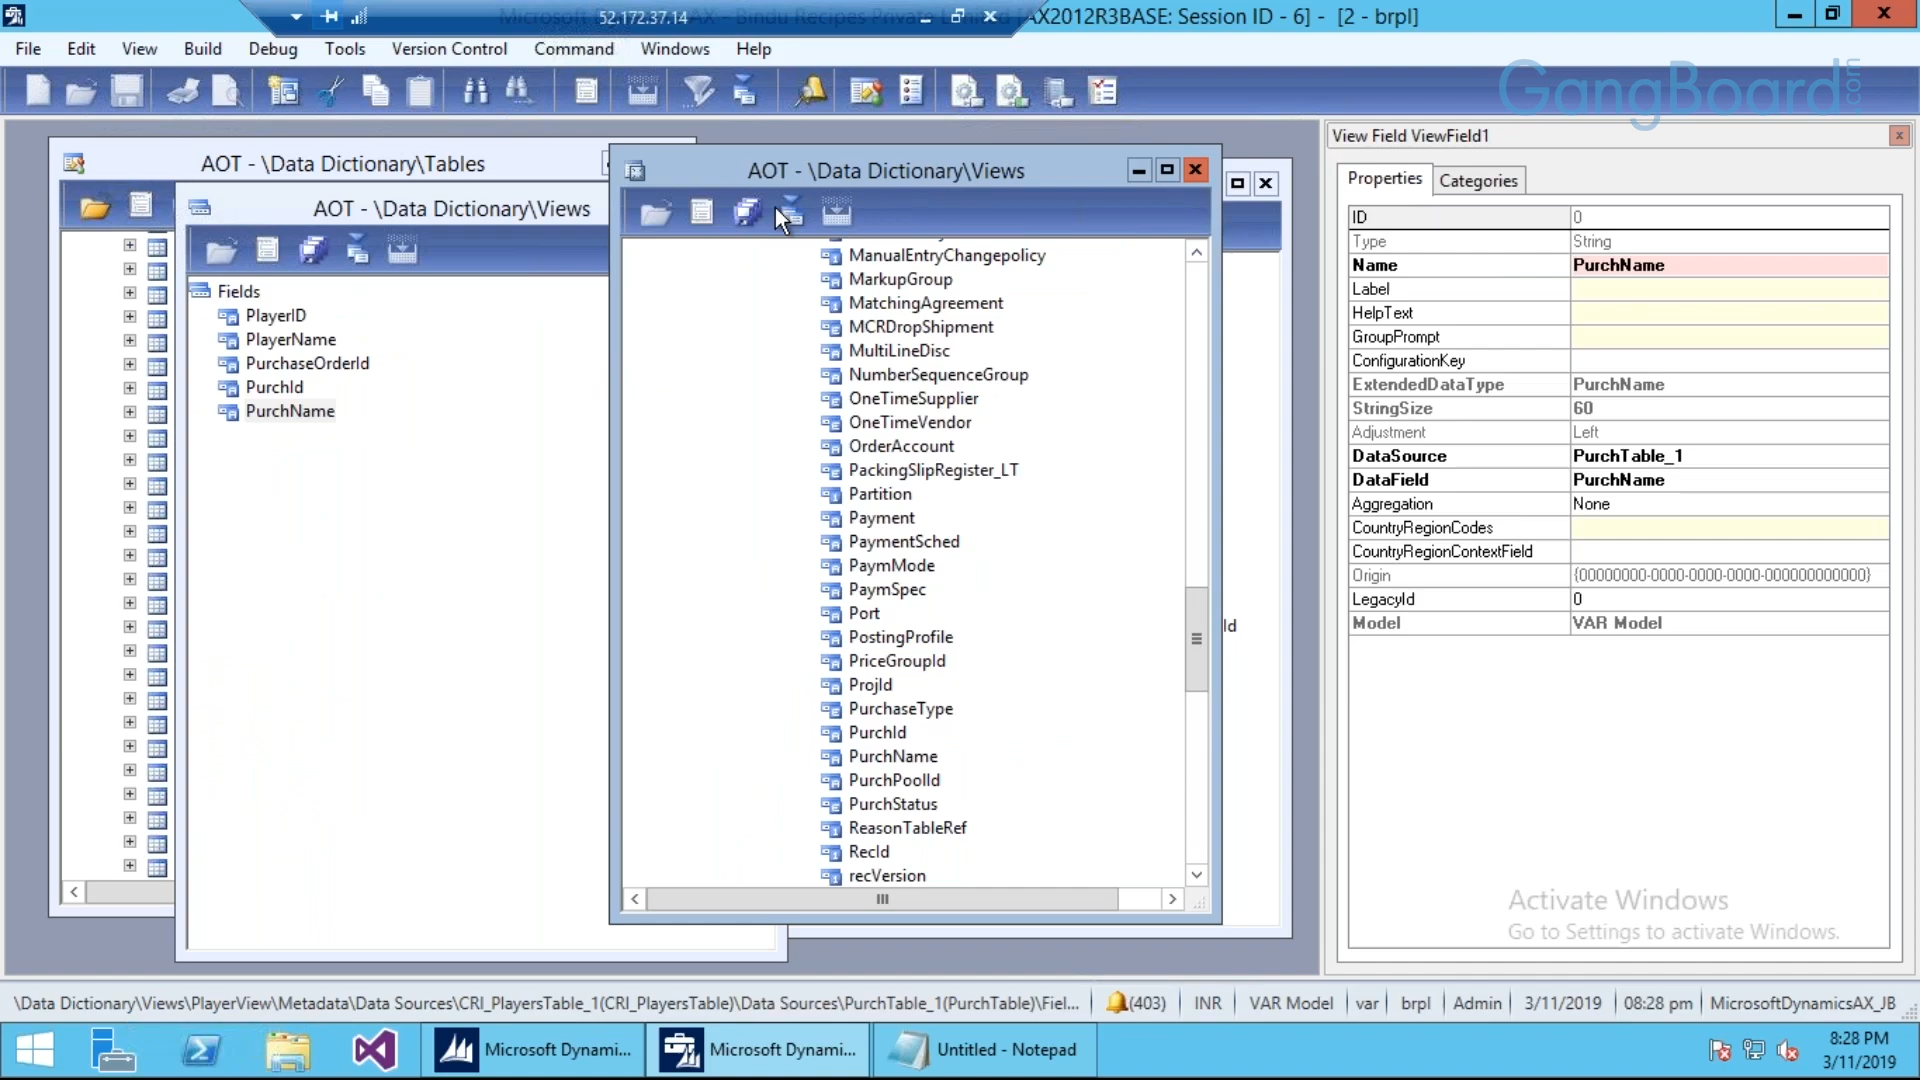 52.172.37.14
AX2012R3BASE: Session ID - 6] - [2 - brpl]
File Edit View Build Debug Tools Version Control Command Windows Help
GangBoard.com
AOT - \Data Dictionary\Tables
AOT - \Data Dictionary\Views
Fields
PlayerID
PlayerName
PurchaseOrderId
PurchId
PurchName
AOT - \Data Dictionary\Views
ManualEntryChangepolicy
MarkupGroup
MatchingAgreement
MCRDropShipment
MultiLineDisc
NumberSequenceGroup
OneTimeSupplier
OneTimeVendor
OrderAccount
PackingSlipRegister_LT
Partition
Payment
PaymentSched
PaymMode
PaymSpec
Port
PostingProfile
PriceGroupId
ProjId
PurchaseType
PurchId
PurchName
PurchPoolId
PurchStatus
ReasonTableRef
RecId
recVersion
ld
View Field ViewField1
Properties Categories
ID 0
Type String
Name PurchName
Label
HelpText
GroupPrompt
ConfigurationKey
ExtendedDataType PurchName
StringSize 60
Adjustment Left
DataSource PurchTable_1
DataField PurchName
Aggregation None
CountryRegionCodes
CountryRegionContextField
Origin {00000000-0000-0000-0000-000000000000}
LegacyId 0
Model VAR Model
Activate Windows
Go to Settings to activate Windows.
\Data Dictionary\Views\PlayerView\Metadata\Data Sources\CRI_PlayersTable_1(CRI_PlayersTable)\Data Sources\PurchTable_1(PurchTable)\Fiel... (403) INR VAR Model var brpl Admin 3/11/2019 08:28 pm MicrosoftDynamicsAX_JB
Microsoft Dynami... Microsoft Dynami... Untitled - Notepad
8:28 PM
3/11/2019